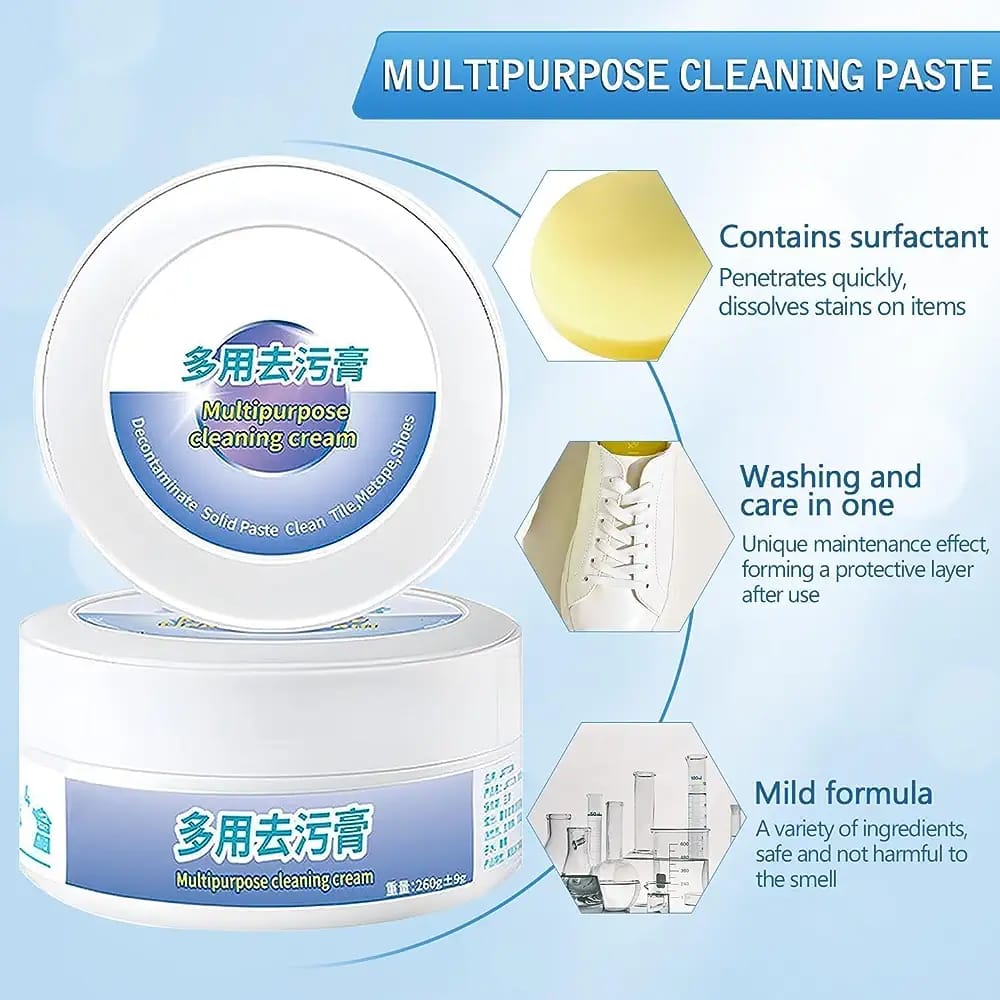 MULTIPURPOSE CLEANING PASTE
多用去污膏
Multipurpose
cleaning cream
Decontaminate Solid Paste Clean Tile,Metope,Shoes
多用去污膏
Multipurpose cleaning cream
重量:260g±9g
Contains surfactant
Penetrates quickly,
dissolves stains on items
Washing and
care in one
Unique maintenance effect,
forming a protective layer
after use
Mild formula
A variety of ingredients,
safe and not harmful to
the smell